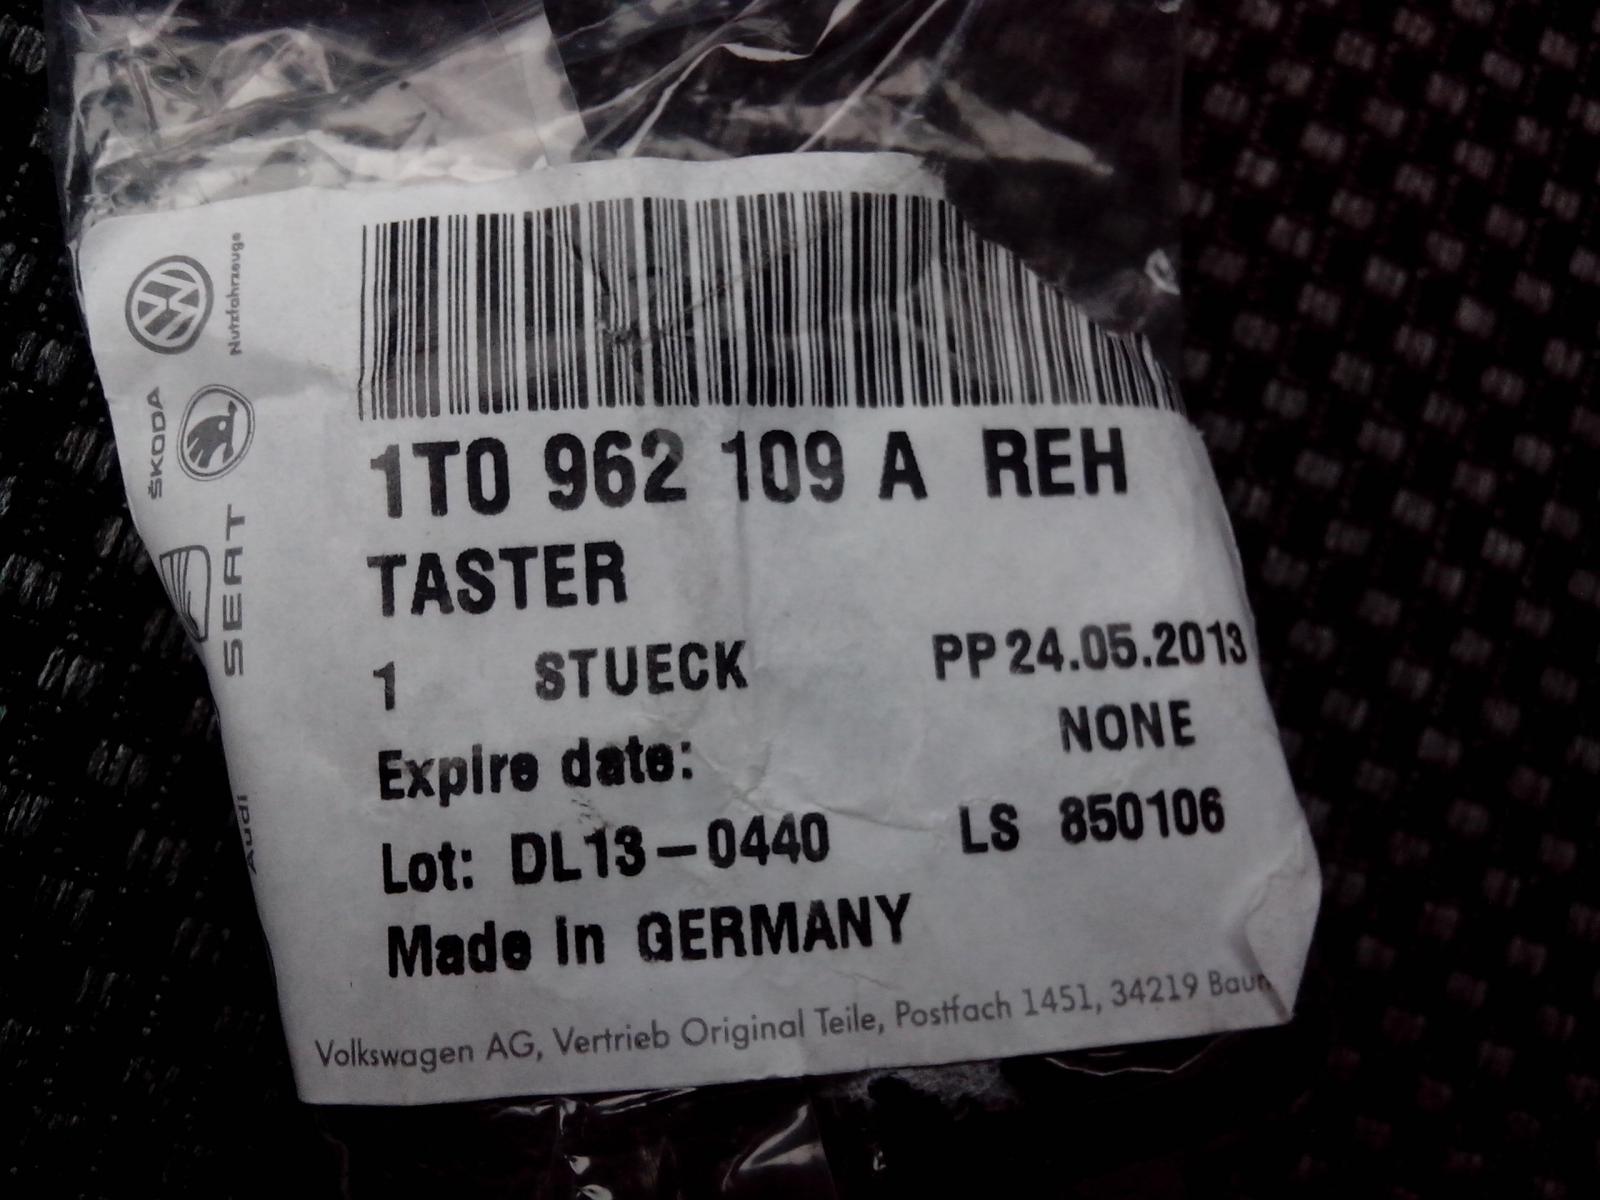 Nutzfahrzeuge
ŠKODA
SEAT
Audi
1T0 962 109 A REH
TASTER
1 STUECK PP 24.05.2013
Expire date: NONE
Lot: DL13-0440 LS 850106
Made in GERMANY
Volkswagen AG, Vertrieb Original Teile, Postfach 1451, 34219 Baun